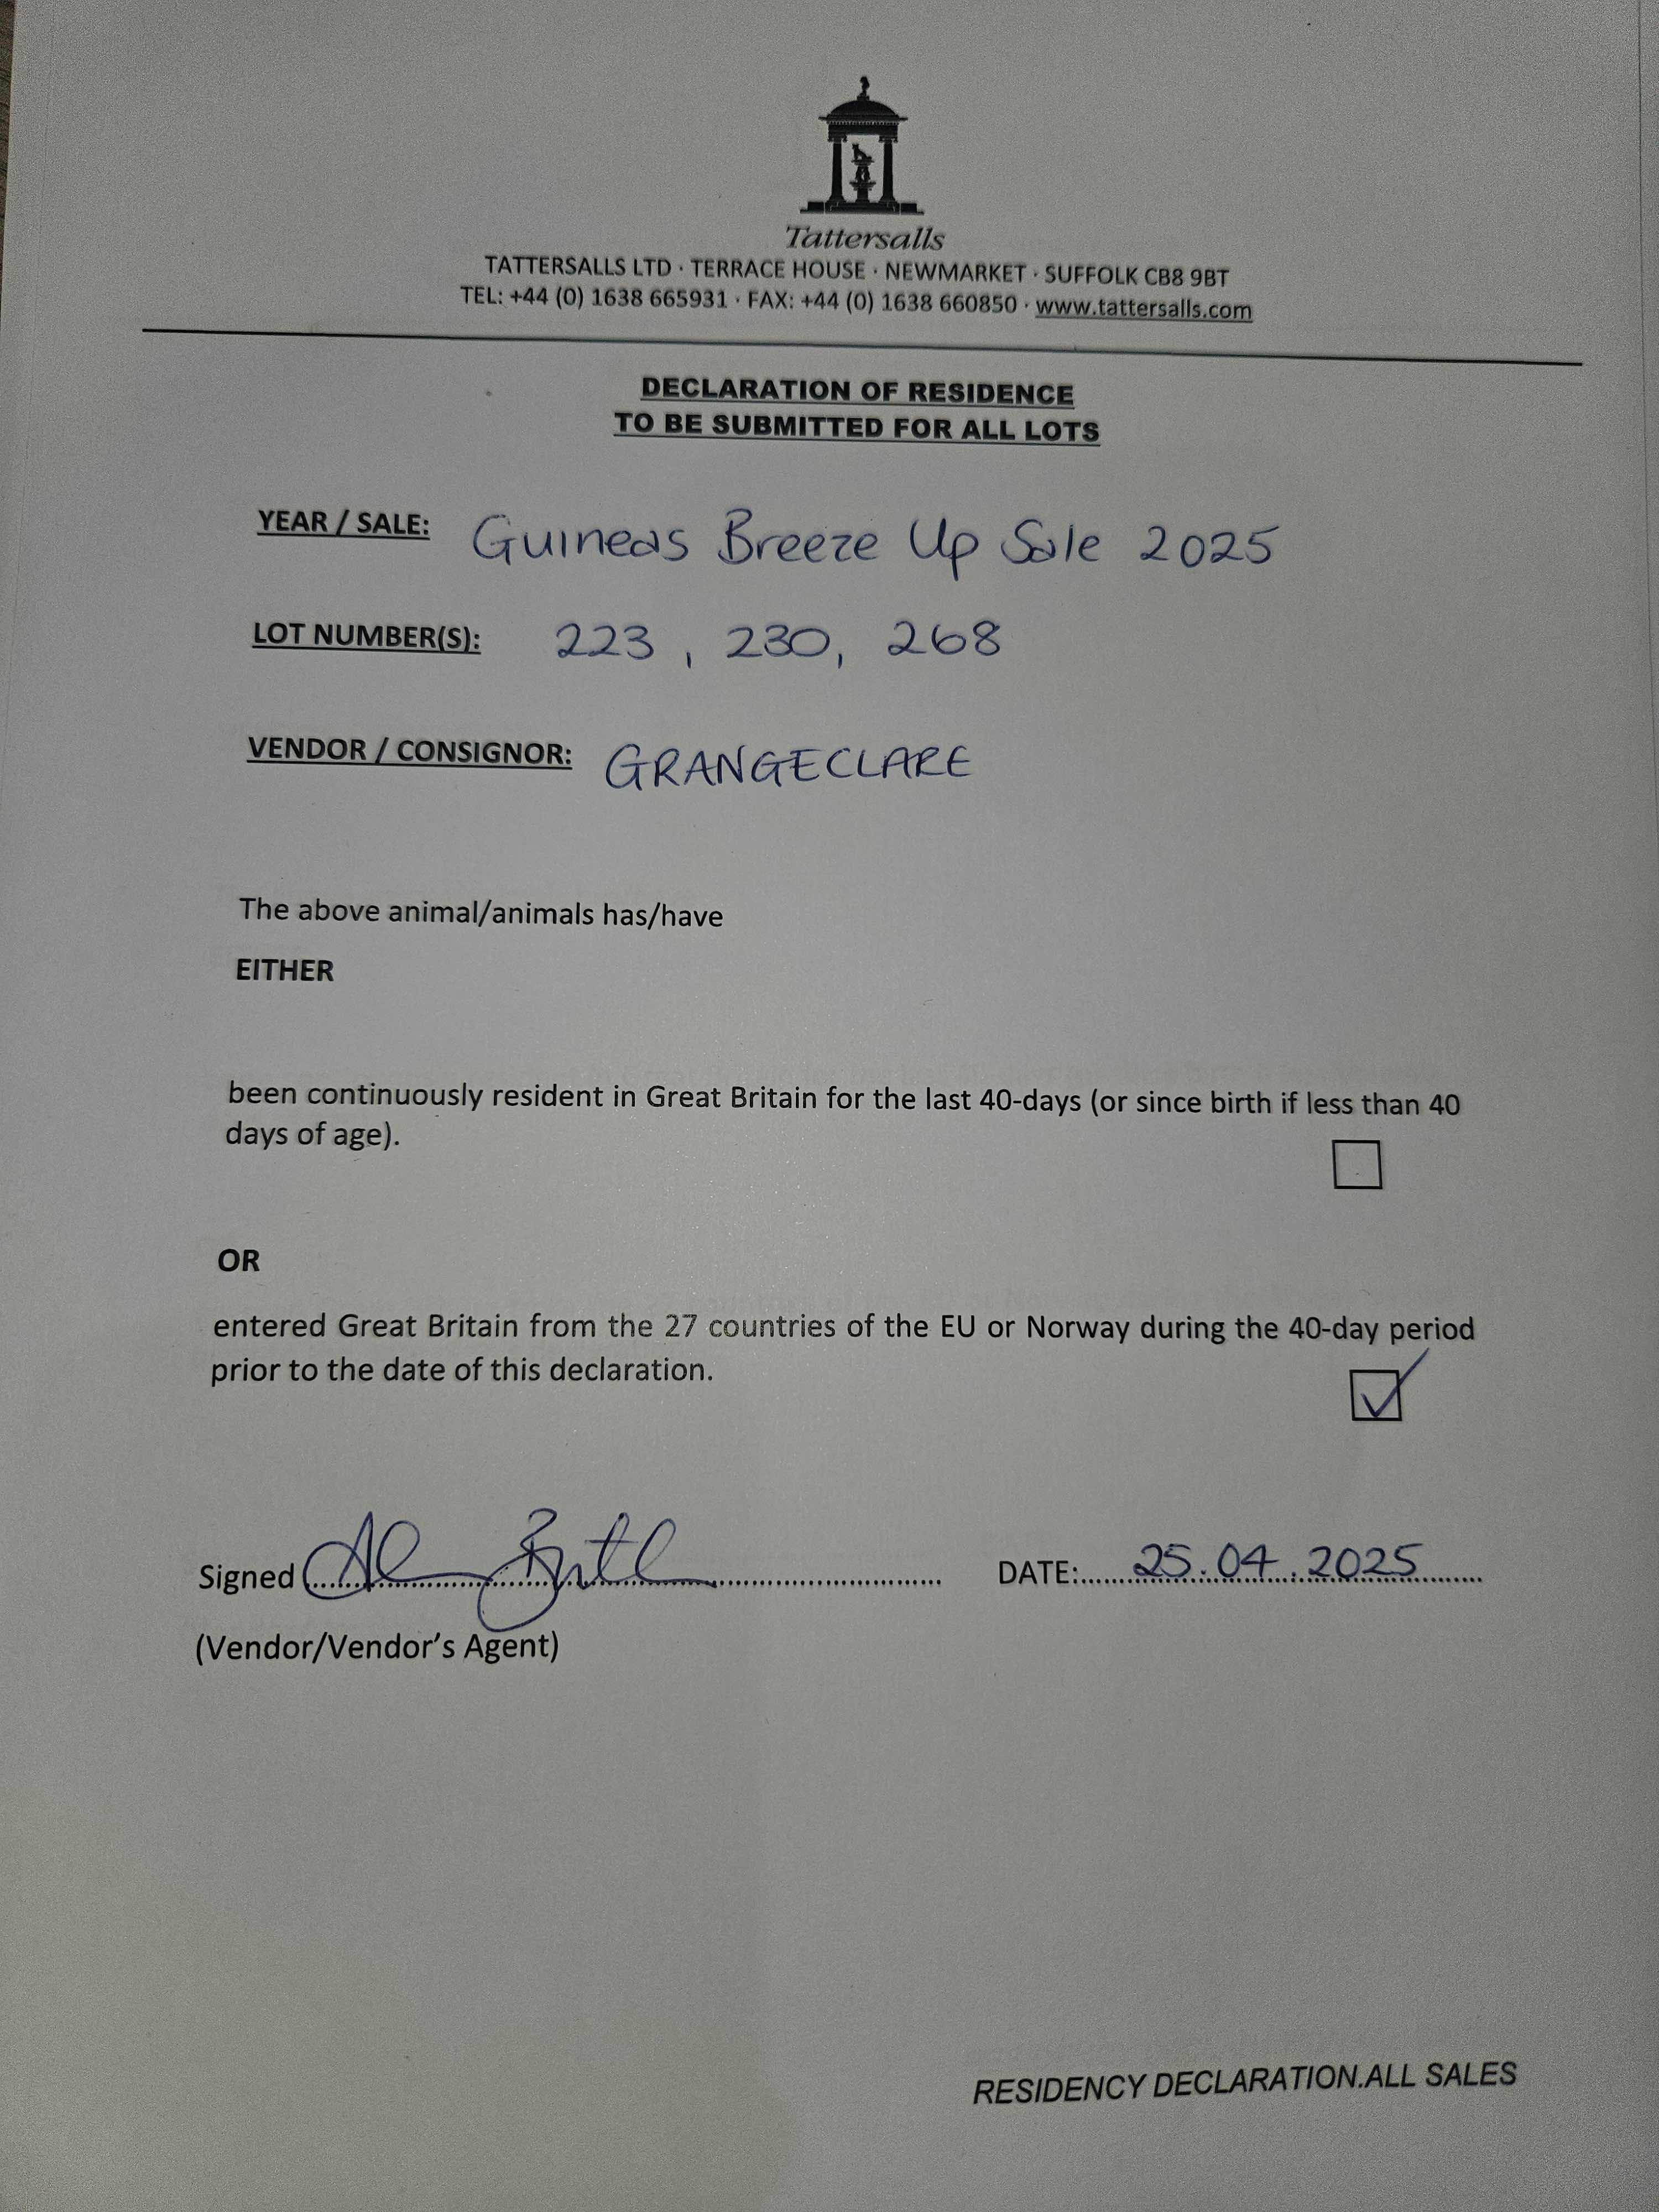 Tattersalls
TATTERSALLS LTD · TERRACE HOUSE · NEWMARKET · SUFFOLK CB8 9BT
TEL: +44 (0) 1638 665931 · FAX: +44 (0) 1638 660850 · www.tattersalls.com
DECLARATION OF RESIDENCE
TO BE SUBMITTED FOR ALL LOTS
YEAR / SALE: Guineas Breeze Up Sale 2025
LOT NUMBER(S): 223, 230, 268
VENDOR / CONSIGNOR: GRANGECLARE
The above animal/animals has/have
EITHER
been continuously resident in Great Britain for the last 40-days (or since birth if less than 40
days of age).
OR
entered Great Britain from the 27 countries of the EU or Norway during the 40-day period
prior to the date of this declaration.
Signed DATE: 25.04.2025
(Vendor/Vendor's Agent)
RESIDENCY DECLARATION.ALL SALES